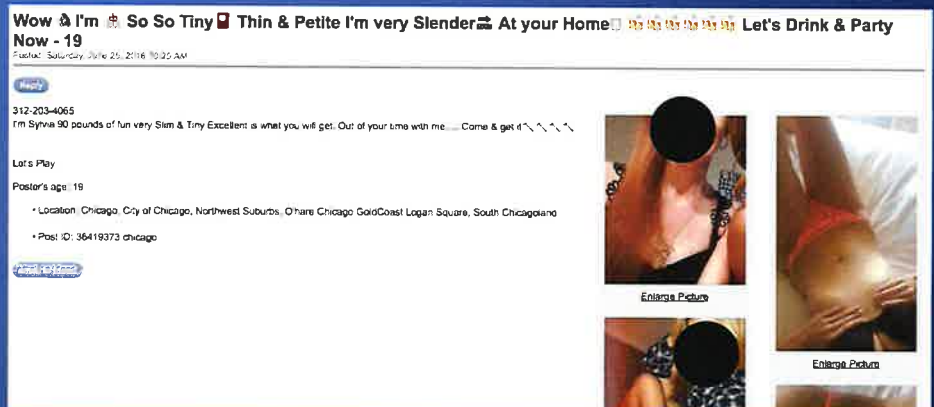 Wow I'm So So Tiny Thin & Petite I'm very Slender At your Home Let's Drink & Party
Now - 19
Posted: Saturday, June 25, 2016 10:25 AM
Reply
312-203-4065
I'm Sylvia 90 pounds of fun very Slim & Tiny Excellent is what you will get. Out of your time with me..... Come & get it
Let's Play
Poster's age: 19
• Location: Chicago, City of Chicago, Northwest Suburbs, O'hare Chicago GoldCoast Logan Square, South Chicagoland
• Post ID: 36419373 chicago
Enlarge Picture
Enlarge Picture